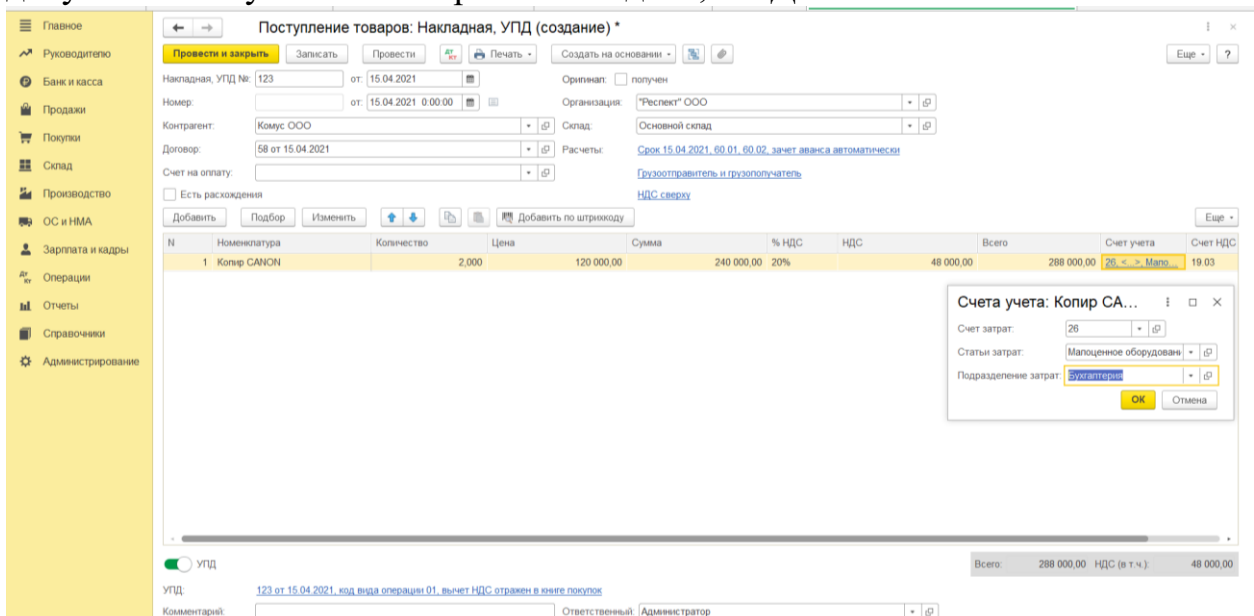 Главное
Руководителю
Банк и касса
Продажи
Покупки
Склад
Производство
ОС и НМА
Зарплата и кадры
Операции
Отчеты
Справочники
Администрирование
Поступление товаров: Накладная, УПД (создание) *
Провести и закрыть Записать Провести Дт Кт Печать Создать на основании Еще ?
Накладная, УПД №: 123 от: 15.04.2021 Оригинал: получен
Номер: от: 15.04.2021 0:00:00 Организация: "Респект" ООО
Контрагент: Комус ООО Склад: Основной склад
Договор: 58 от 15.04.2021 Расчеты: Срок 15.04.2021, 60.01, 60.02, зачет аванса автоматически
Счет на оплату: Грузоотправитель и грузополучатель
Есть расхождения НДС сверху
Добавить Подбор Изменить Добавить по штрихкоду Еще
N Номенклатура Количество Цена Сумма % НДС НДС Всего Счет учета Счет НДС
1 Копир CANON 2,000 120 000,00 240 000,00 20% 48 000,00 288 000,00 26, <...>, Мало... 19.03
Счета учета: Копир CA...
Счет затрат: 26
Статьи затрат: Малоценное оборудовани
Подразделение затрат: Бухгалтерия
ОК Отмена
УПД Всего: 288 000,00 НДС (в т.ч.): 48 000,00
УПД: 123 от 15.04.2021, код вида операции 01, вычет НДС отражен в книге покупок
Комментарий: Ответственный: Администратор